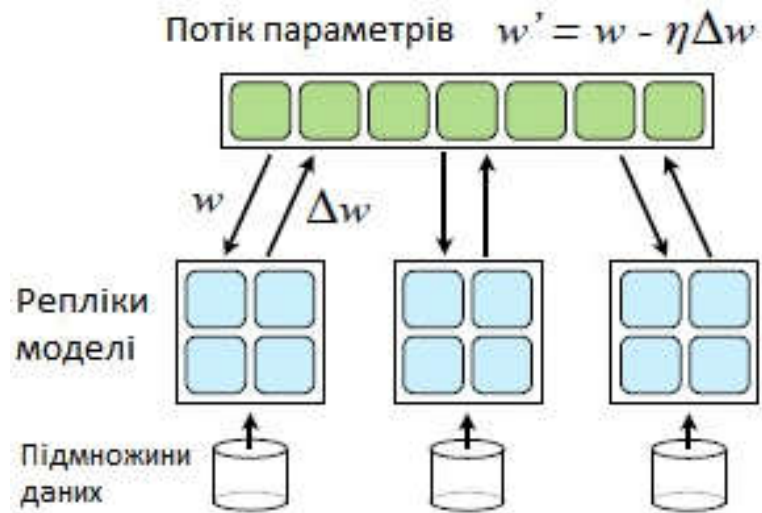 Потік параметрів w' = w - ηΔw
w
Δw
Репліки
моделі
Підмножини
даних